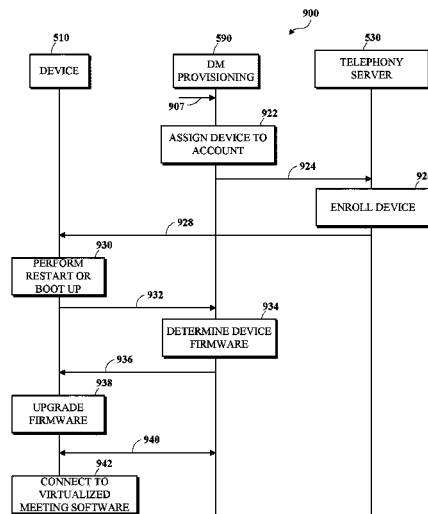 900
510
590
530
DEVICE
DM
PROVISIONING
TELEPHONY
SERVER
907
922
ASSIGN DEVICE TO
ACCOUNT
924
ENROLL DEVICE
928
930
PERFORM
RESTART OR
BOOT UP
932
934
DETERMINE DEVICE
FIRMWARE
936
938
UPGRADE
FIRMWARE
940
942
CONNECT TO
VIRTUALIZED
MEETING SOFTWARE